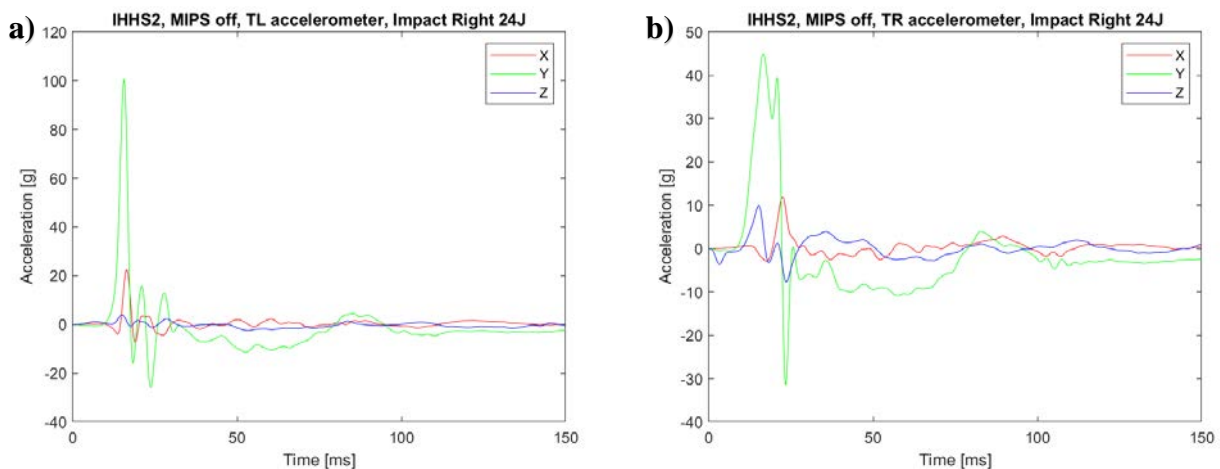 a)
IHHS2, MIPS off, TL accelerometer, Impact Right 24J
120
100
80
60
40
20
0
-20
-40
Acceleration [g]
X
Y
Z
0
50
100
150
Time [ms]
b)
IHHS2, MIPS off, TR accelerometer, Impact Right 24J
50
40
30
20
10
0
-10
-20
-30
-40
Acceleration [g]
X
Y
Z
0
50
100
150
Time [ms]